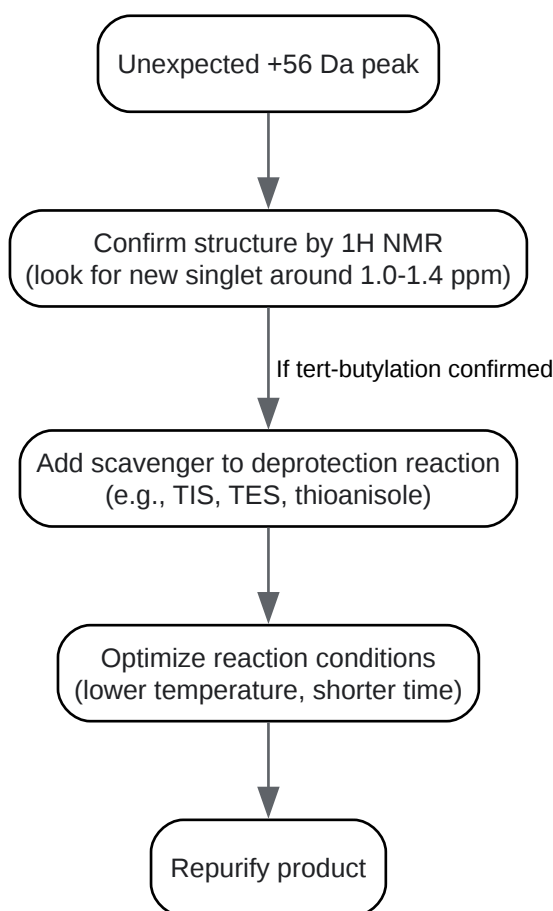 Unexpected +56 Da peak
Confirm structure by 1H NMR
(look for new singlet around 1.0-1.4 ppm)
If tert-butylation confirmed
Add scavenger to deprotection reaction
(e.g., TIS, TES, thioanisole)
Optimize reaction conditions
(lower temperature, shorter time)
Repurify product